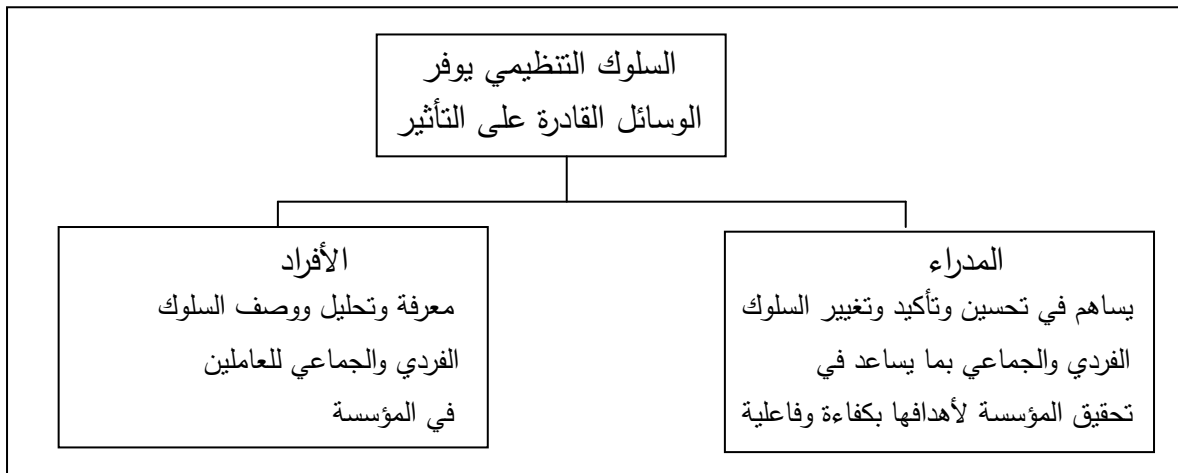 السلوك التنظيمي يوفر
الوسائل القادرة على التأثير
المدراء
يساهم في تحسين وتأكيد وتغيير السلوك
الفردي والجماعي بما يساعد في
تحقيق المؤسسة لأهدافها بكفاءة وفاعلية
الأفراد
معرفة وتحليل ووصف السلوك
الفردي والجماعي للعاملين
في المؤسسة